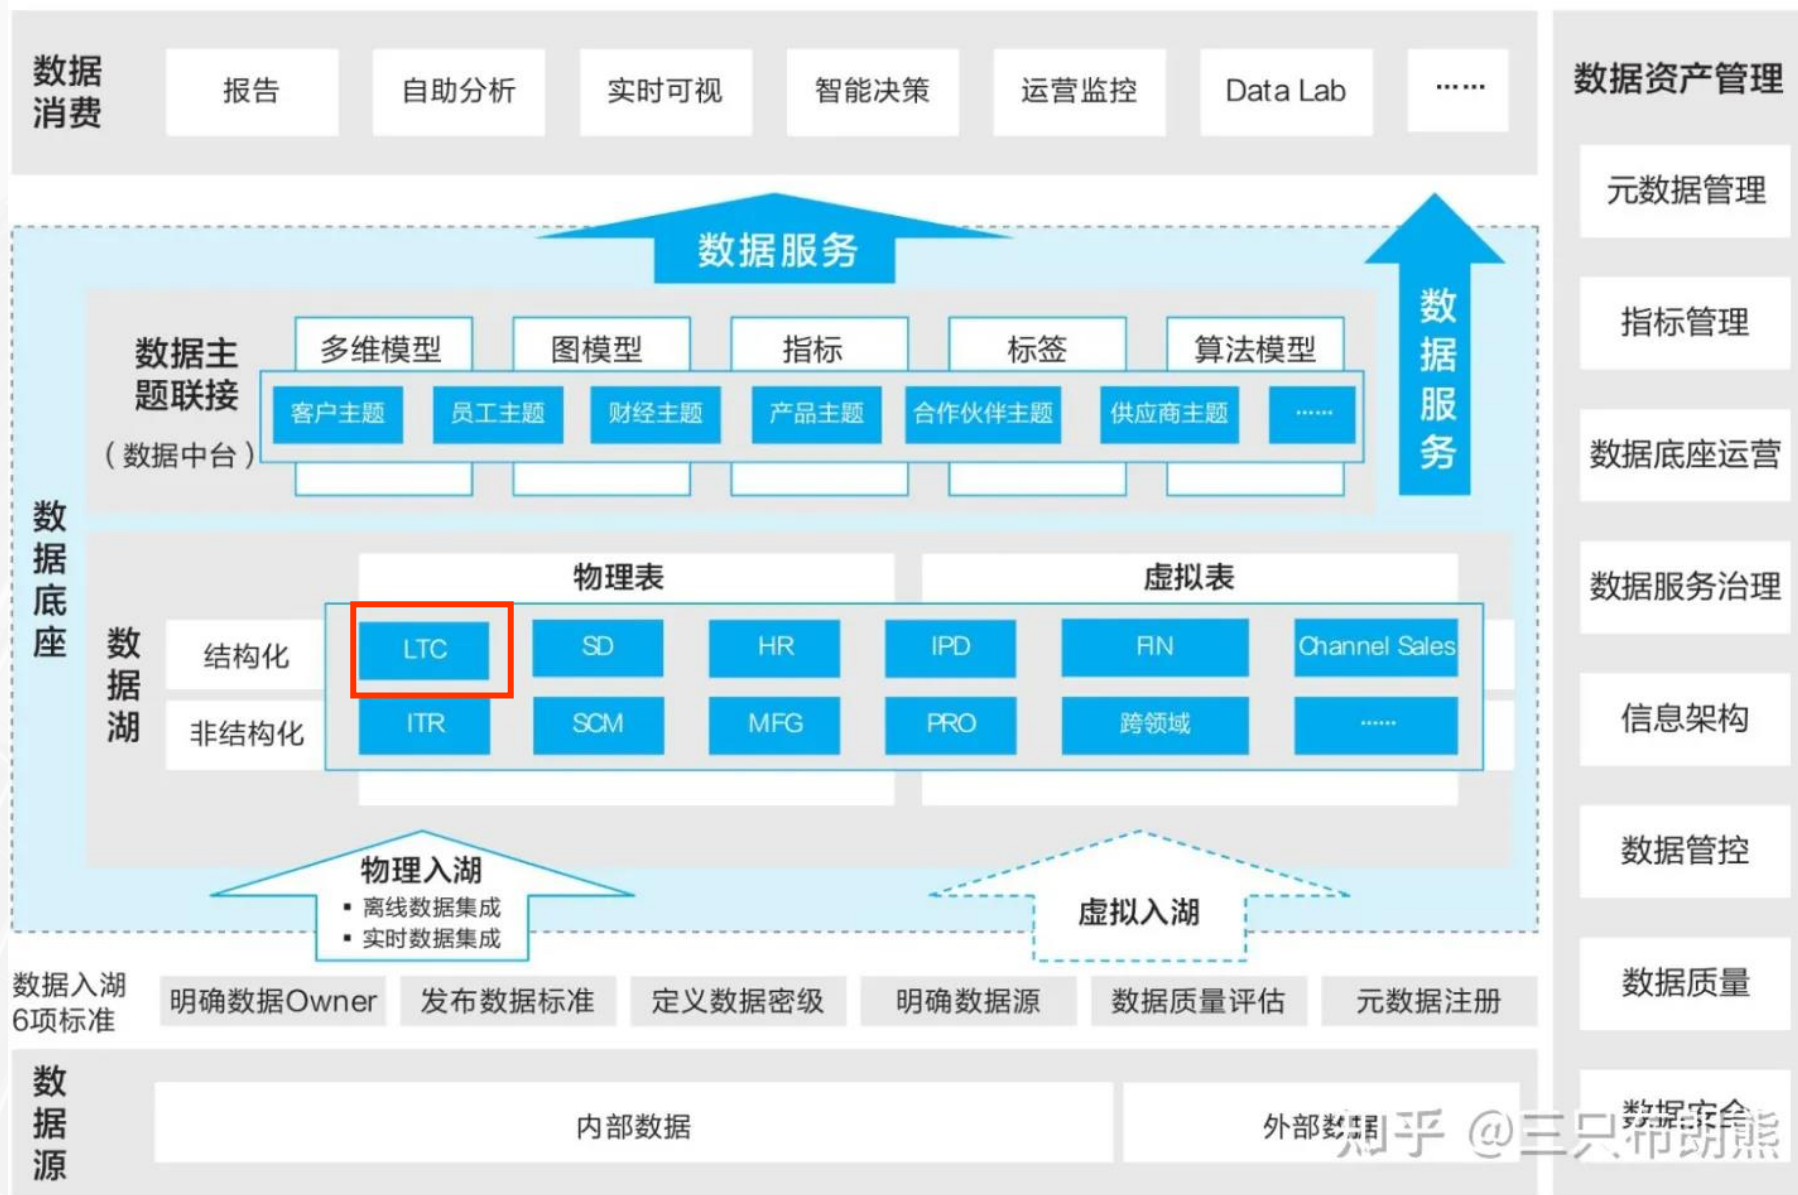 数据
消费
报告
自助分析
实时可视
智能决策
运营监控
Data Lab
······
数据资产管理
元数据管理
指标管理
数据底座运营
数据服务治理
信息架构
数据管控
数据质量
数据安全
数据服务
数据服务
数据底座
数据主
题联接
（数据中台）
多维模型
图模型
指标
标签
算法模型
客户主题
员工主题
财经主题
产品主题
合作伙伴主题
供应商主题
······
数据湖
物理表
虚拟表
结构化
非结构化
LTC
SD
HR
IPD
FIN
Channel Sales
ITR
SCM
MFG
PRO
跨领域
······
物理入湖
▪ 离线数据集成
▪ 实时数据集成
虚拟入湖
数据入湖
6项标准
明确数据Owner
发布数据标准
定义数据密级
明确数据源
数据质量评估
元数据注册
数据源
内部数据
外部数据
知乎 @三只布朗熊